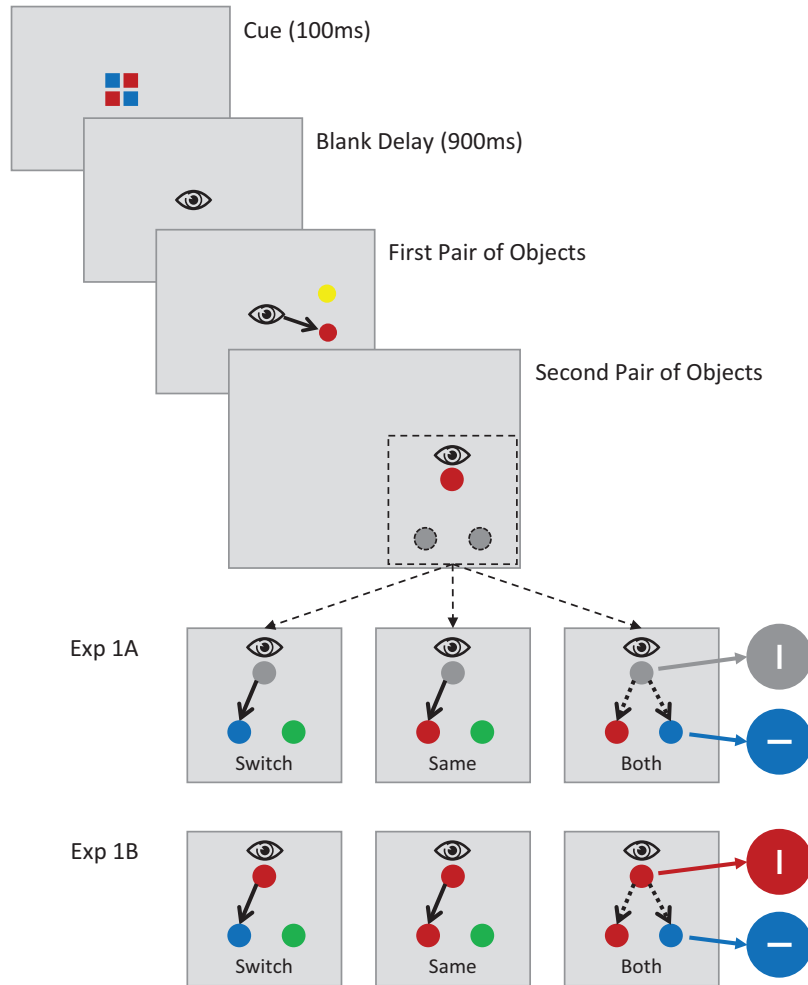 Cue (100ms)
Blank Delay (900ms)
First Pair of Objects
Second Pair of Objects
Exp 1A
Switch
Same
Both
Exp 1B
Switch
Same
Both